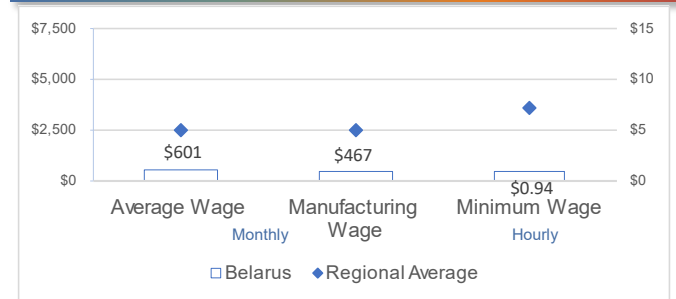 $7,500
$15
$5,000
$10
$2,500
$5
$601
$467
$0
$0.94
$0
Average Wage
Manufacturing Wage
Minimum Wage
Monthly
Hourly
Belarus
Regional Average